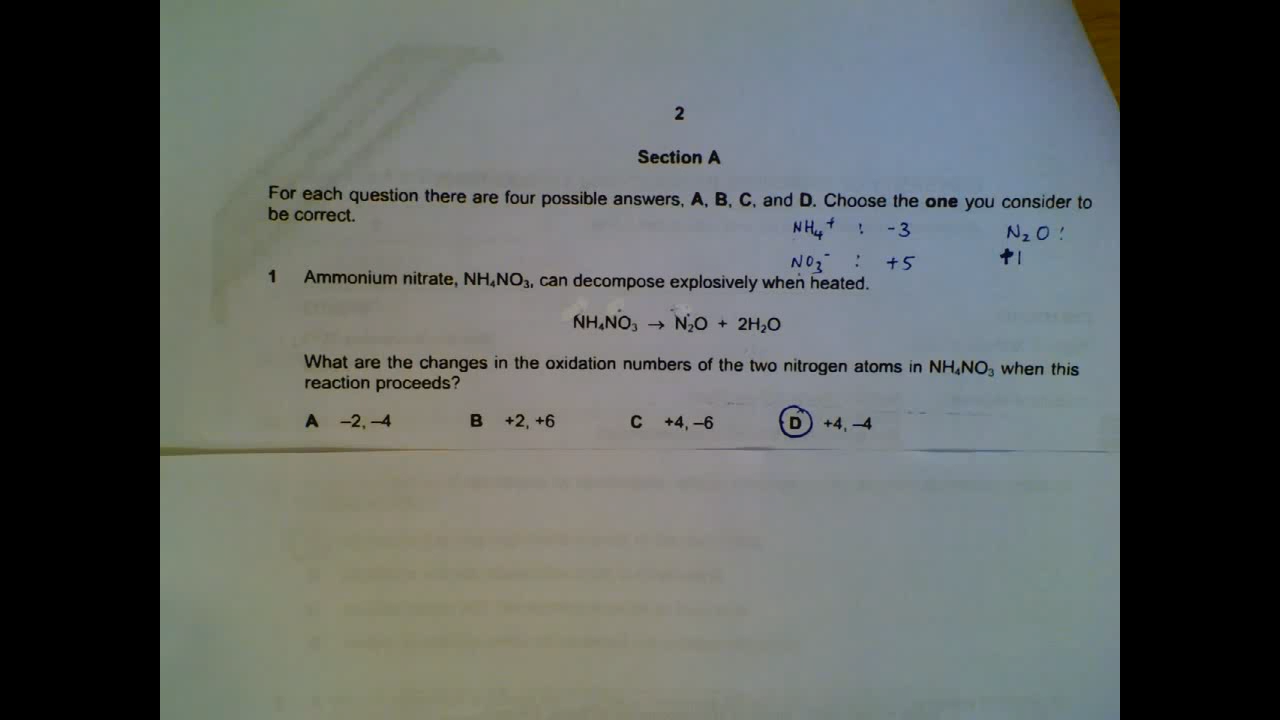 2
Section A
For each question there are four possible answers, A, B, C, and D. Choose the one you consider to
be correct.
NH₄⁺ : -3 N₂O :
NO₃⁻ : +5 +1
1 Ammonium nitrate, NH₄NO₃, can decompose explosively when heated.
NH₄NO₃ → N₂O + 2H₂O
What are the changes in the oxidation numbers of the two nitrogen atoms in NH₄NO₃ when this
reaction proceeds?
A –2, –4 B +2, +6 C +4, –6 D +4, –4